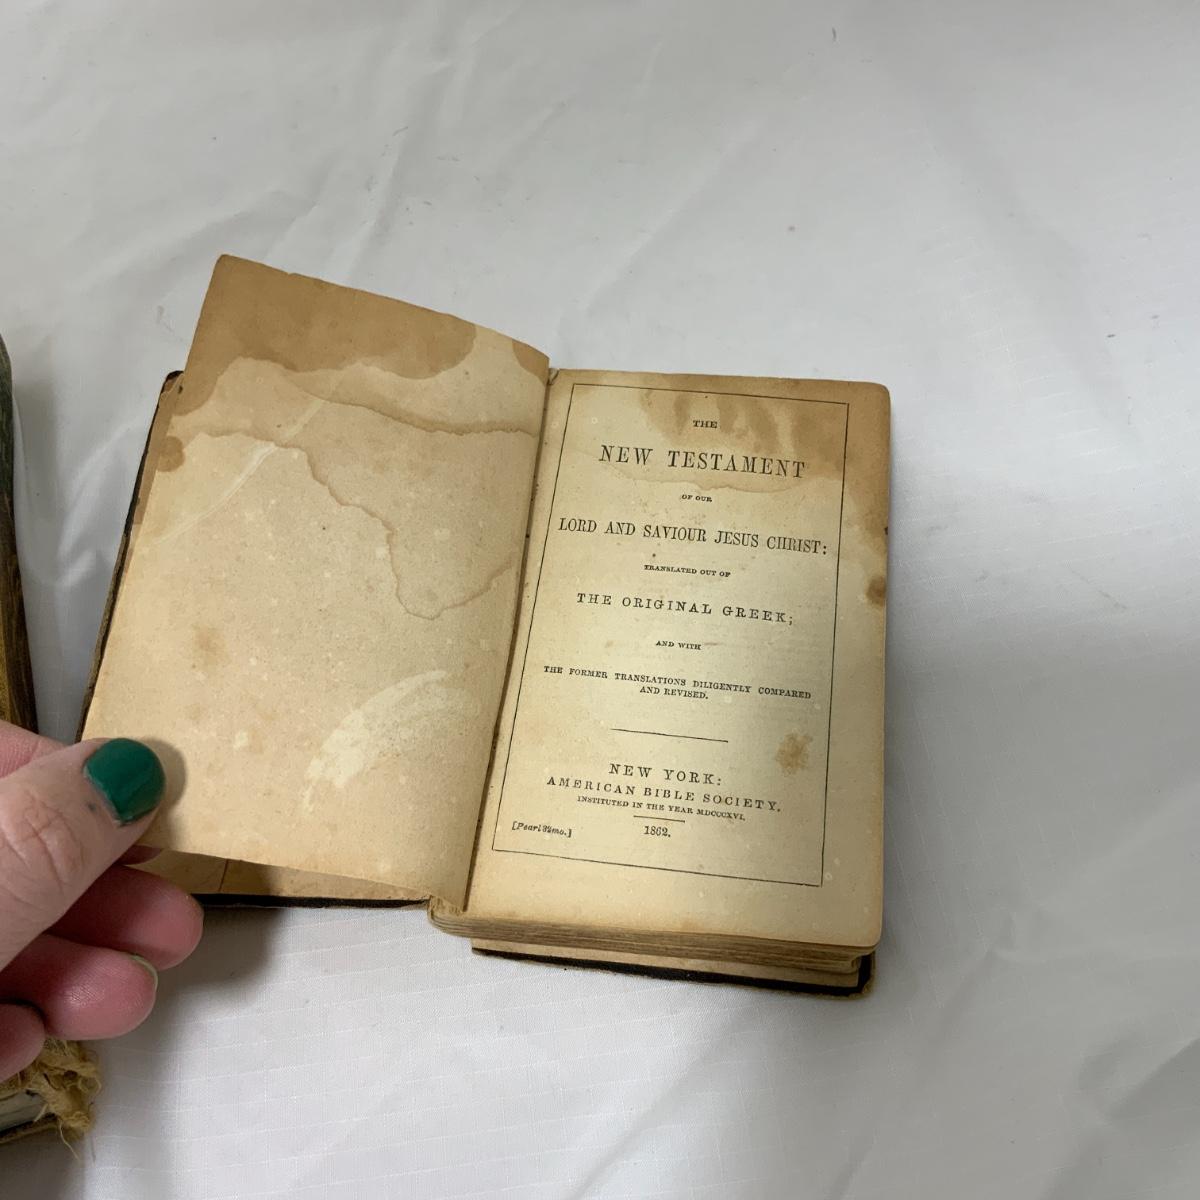 THE
NEW TESTAMENT
OF OUR
LORD AND SAVIOUR JESUS CHRIST:
TRANSLATED OUT OF
THE ORIGINAL GREEK;
AND WITH
THE FORMER TRANSLATIONS DILIGENTLY COMPARED
AND REVISED.
NEW YORK:
AMERICAN BIBLE SOCIETY,
INSTITUTED IN THE YEAR MDCCCXVI.
[Pearl 32mo.]
1862.